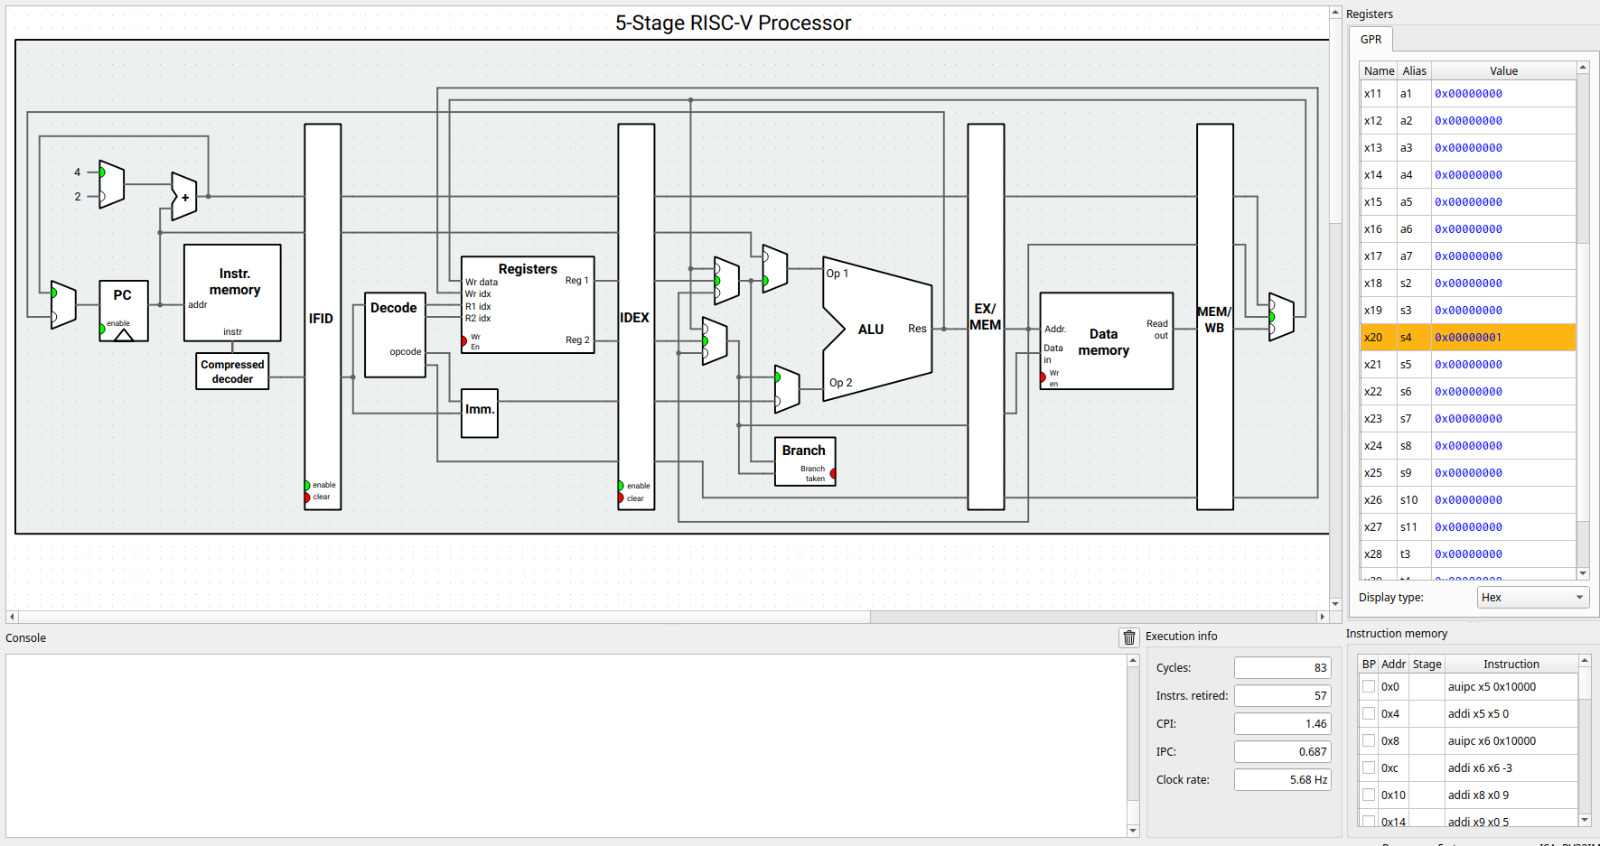 5-Stage RISC-V Processor
4
2
+
PC
enable
Instr.
memory
addr
instr
Compressed
decoder
IFID
enable
clear
Decode
opcode
Registers
Wr data
Wr idx
R1 idx
R2 idx
Wr
En
Reg 1
Reg 2
Imm.
IDEX
enable
clear
Op 1
ALU
Res
Op 2
Branch
Branch
taken
EX/
MEM
Addr.
Data
in
Wr
en
Data
memory
Read
out
MEM/
WB
Registers
GPR
Name Alias Value
x11 a1 0x00000000
x12 a2 0x00000000
x13 a3 0x00000000
x14 a4 0x00000000
x15 a5 0x00000000
x16 a6 0x00000000
x17 a7 0x00000000
x18 s2 0x00000000
x19 s3 0x00000000
x20 s4 0x00000001
x21 s5 0x00000000
x22 s6 0x00000000
x23 s7 0x00000000
x24 s8 0x00000000
x25 s9 0x00000000
x26 s10 0x00000000
x27 s11 0x00000000
x28 t3 0x00000000
Display type: Hex
Console
Execution info
Cycles: 83
Instrs. retired: 57
CPI: 1.46
IPC: 0.687
Clock rate: 5.68 Hz
Instruction memory
BP Addr Stage Instruction
0x0 auipc x5 0x10000
0x4 addi x5 x5 0
0x8 auipc x6 0x10000
0xc addi x6 x6 -3
0x10 addi x8 x0 9
0x14 addi x9 x0 5